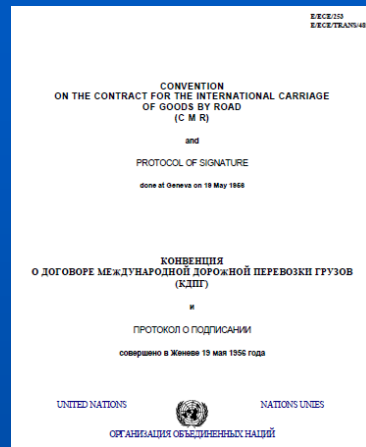 E/ECE/253
E/ECE/TRANS/48
CONVENTION
ON THE CONTRACT FOR THE INTERNATIONAL CARRIAGE
OF GOODS BY ROAD
(C M R)
and
PROTOCOL OF SIGNATURE
done at Geneva on 19 May 1956
КОНВЕНЦИЯ
О ДОГОВОРЕ МЕЖДУНАРОДНОЙ ДОРОЖНОЙ ПЕРЕВОЗКИ ГРУЗОВ
(КДПГ)
и
ПРОТОКОЛ О ПОДПИСАНИИ
совершено в Женеве 19 мая 1956 года
UNITED NATIONS NATIONS UNIES
ОРГАНИЗАЦИЯ ОБЪЕДИНЕННЫХ НАЦИЙ